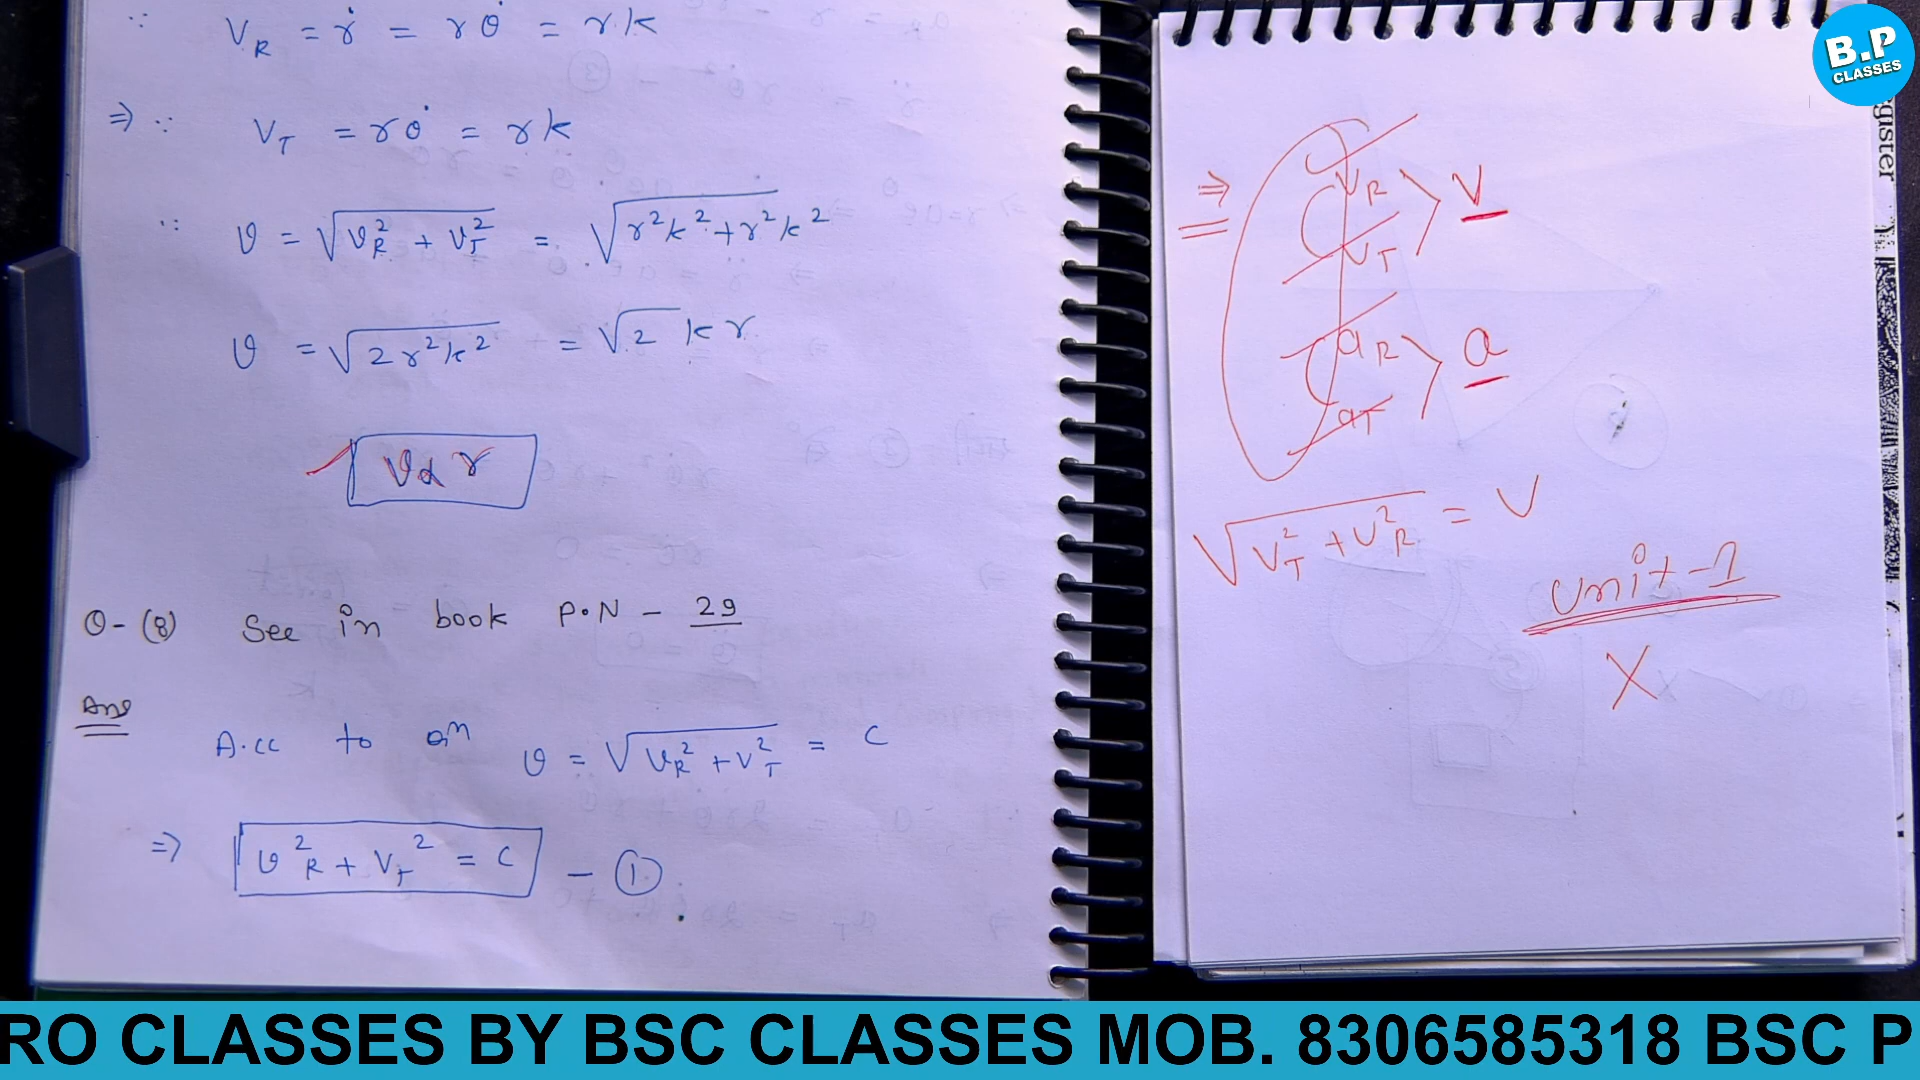 ∵ V_R = ṙ = rθ̇ = rk
⇒ ∵ V_T = rθ̇ = rk
∵ v = √(v_R² + v_T²) = √(r²k² + r²k²)
v = √(2r²k²) = √2 kr
v ∝ r
Q-(8) See in book P.N - 29
Ans
A.cc to qn v = √(v_R² + v_T²) = c
⇒ v²_R + V_T² = c - ①
⇒ V_R
V_T > V
a_R
a_T > a
√(V_T² + V_R²) = V
unit-1
X
B.P
CLASSES
egister
RO CLASSES BY BSC CLASSES MOB. 8306585318 BSC P